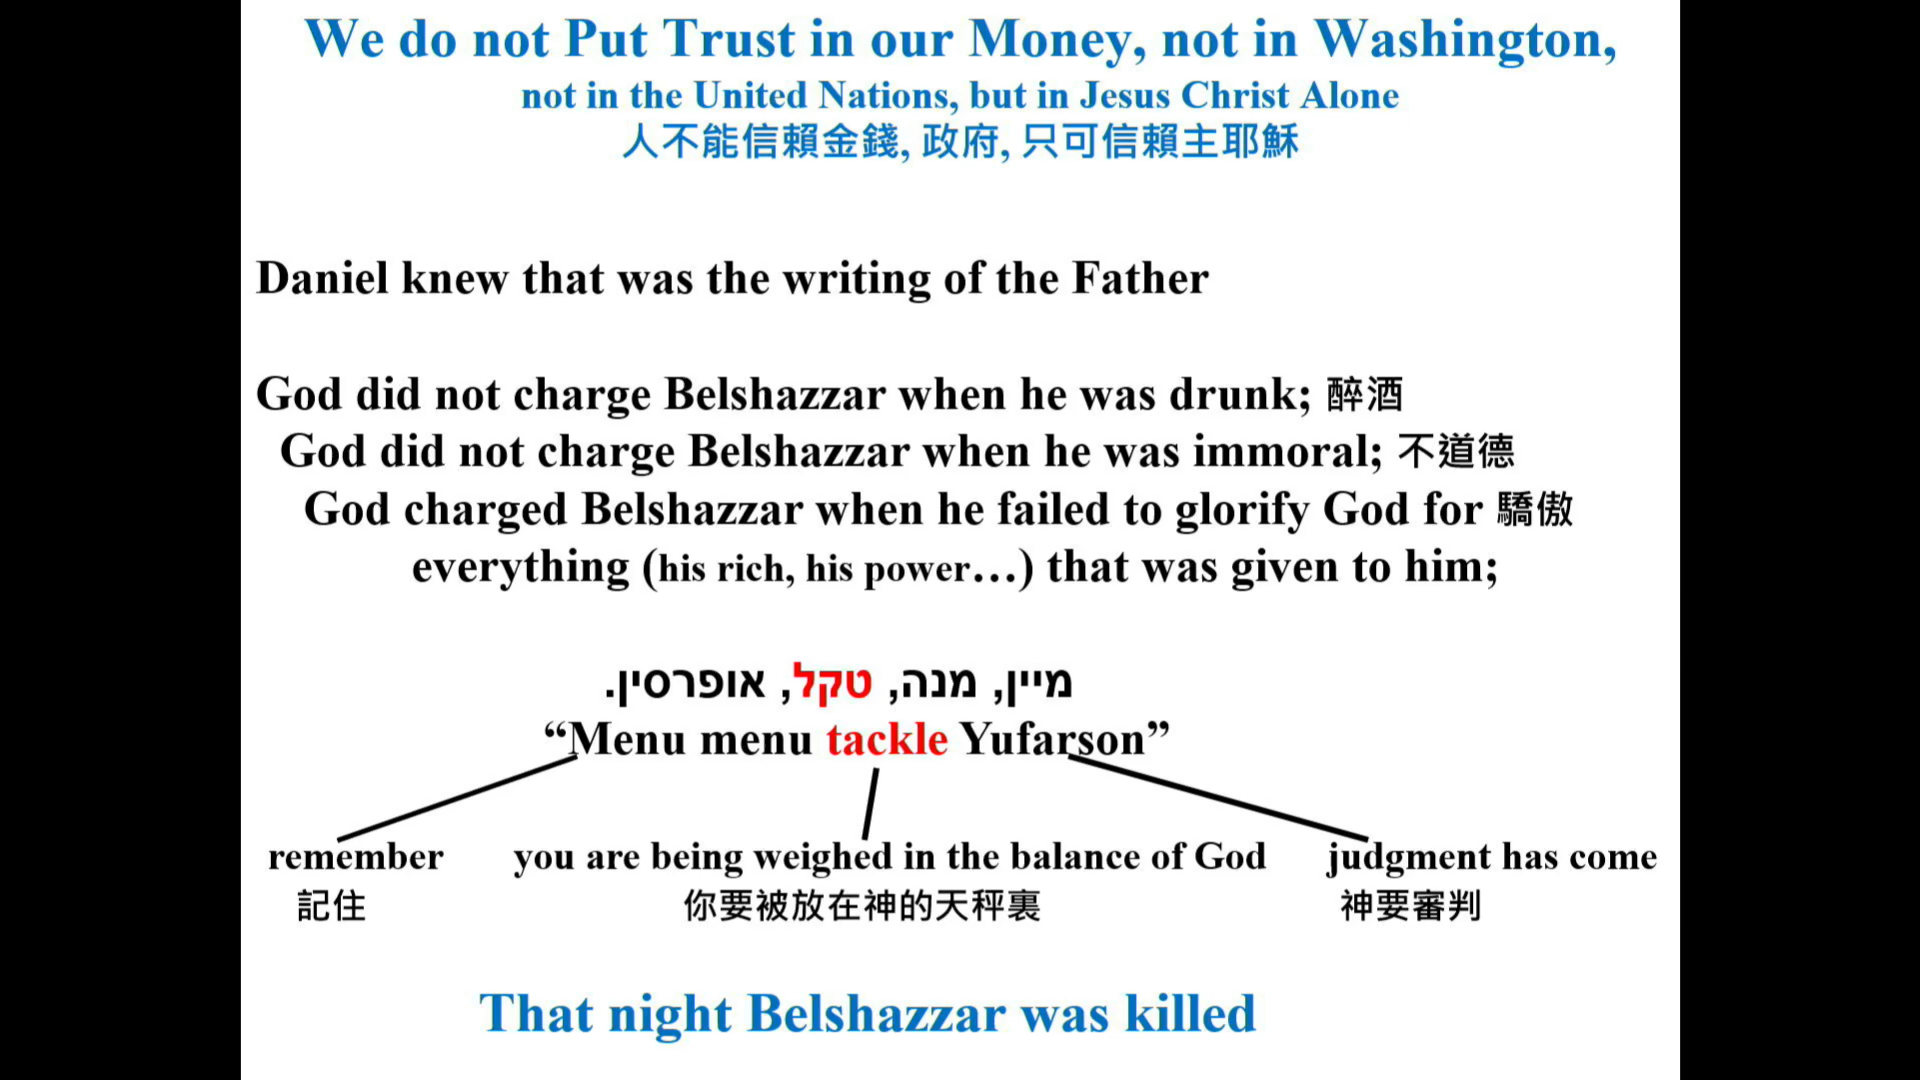 We do not Put Trust in our Money, not in Washington,
not in the United Nations, but in Jesus Christ Alone
人不能信賴金錢, 政府, 只可信賴主耶穌
Daniel knew that was the writing of the Father
God did not charge Belshazzar when he was drunk; 醉酒
God did not charge Belshazzar when he was immoral; 不道德
God charged Belshazzar when he failed to glorify God for 驕傲
everything (his rich, his power…) that was given to him;
מיין, מנה, טקל, אופרסין.
“Menu menu tackle Yufarson”
remember you are being weighed in the balance of God judgment has come
記住 你要被放在神的天秤裏 神要審判
That night Belshazzar was killed